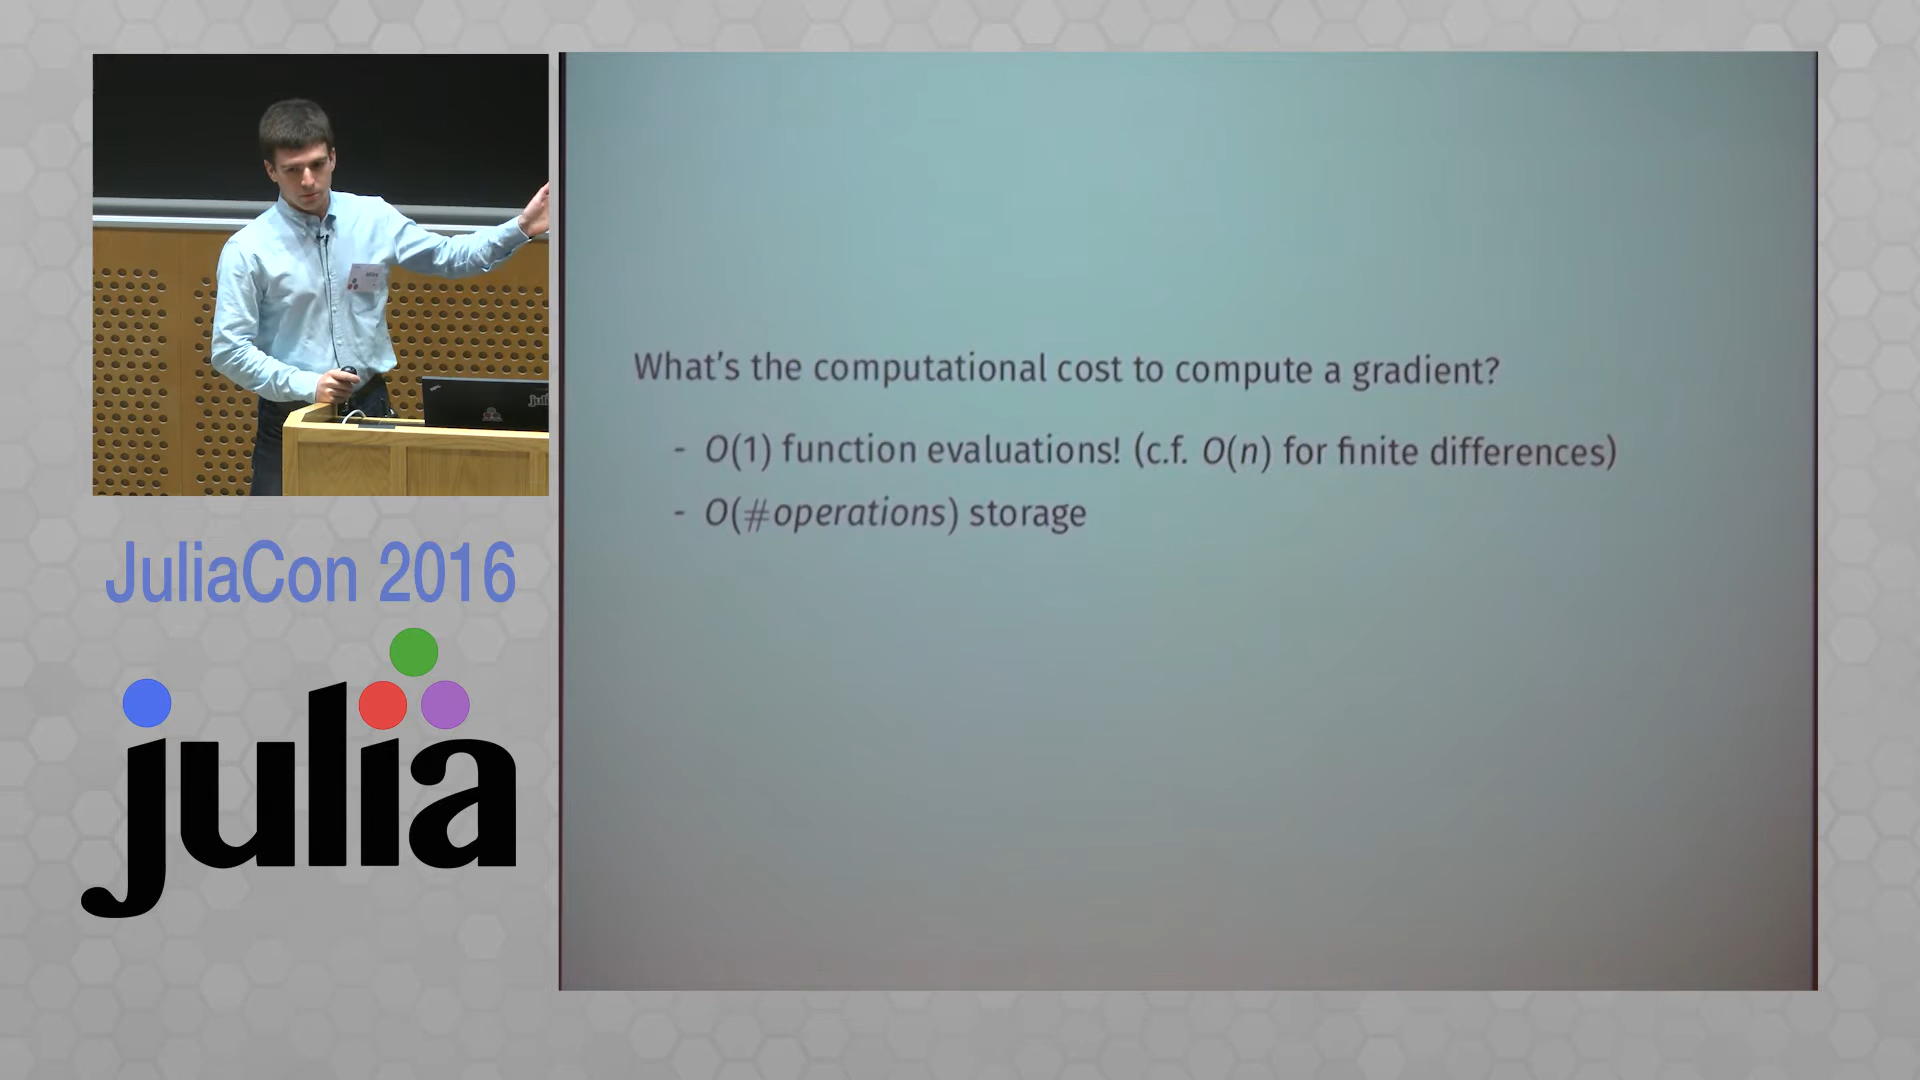 What's the computational cost to compute a gradient?
- O(1) function evaluations! (c.f. O(n) for finite differences)
- O(#operations) storage
JuliaCon 2016
julia